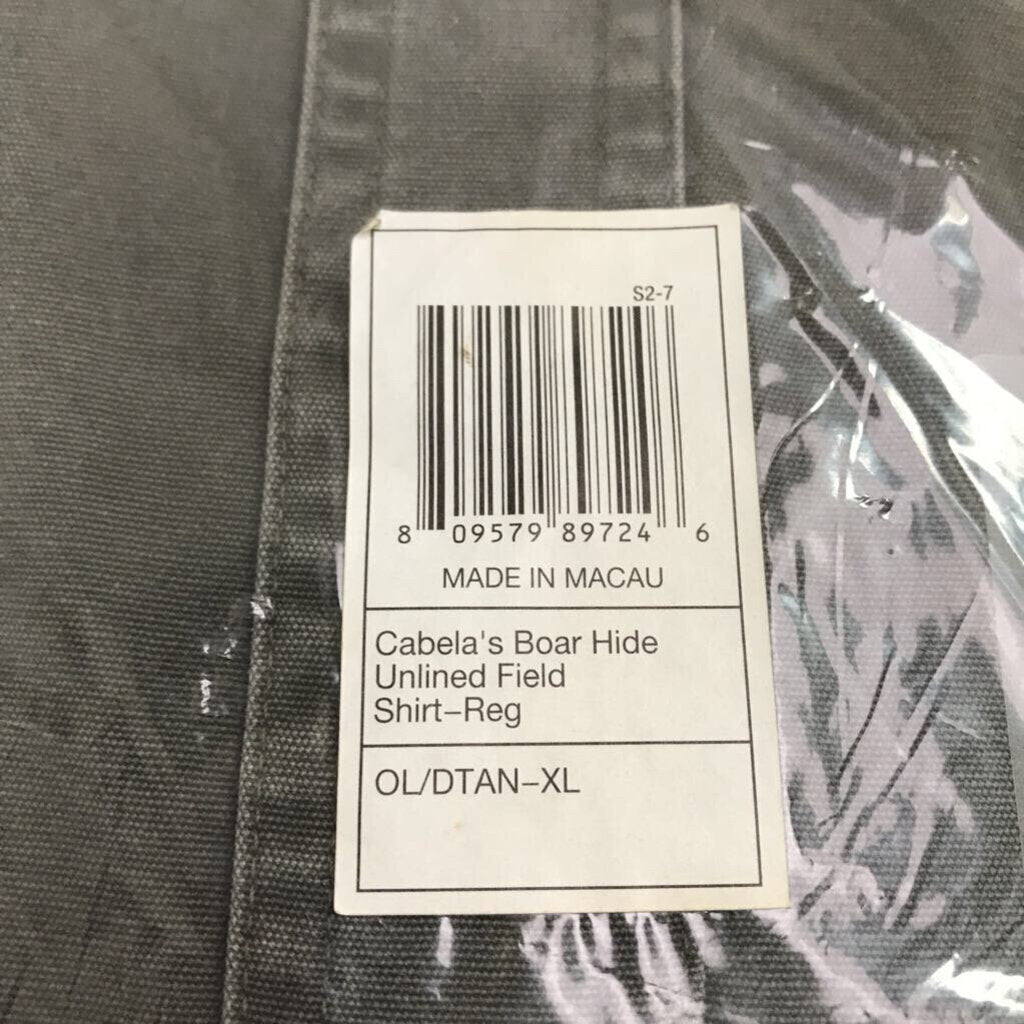 S2-7
8 09579 89724 6
MADE IN MACAU
Cabela's Boar Hide
Unlined Field
Shirt–Reg
OL/DTAN–XL